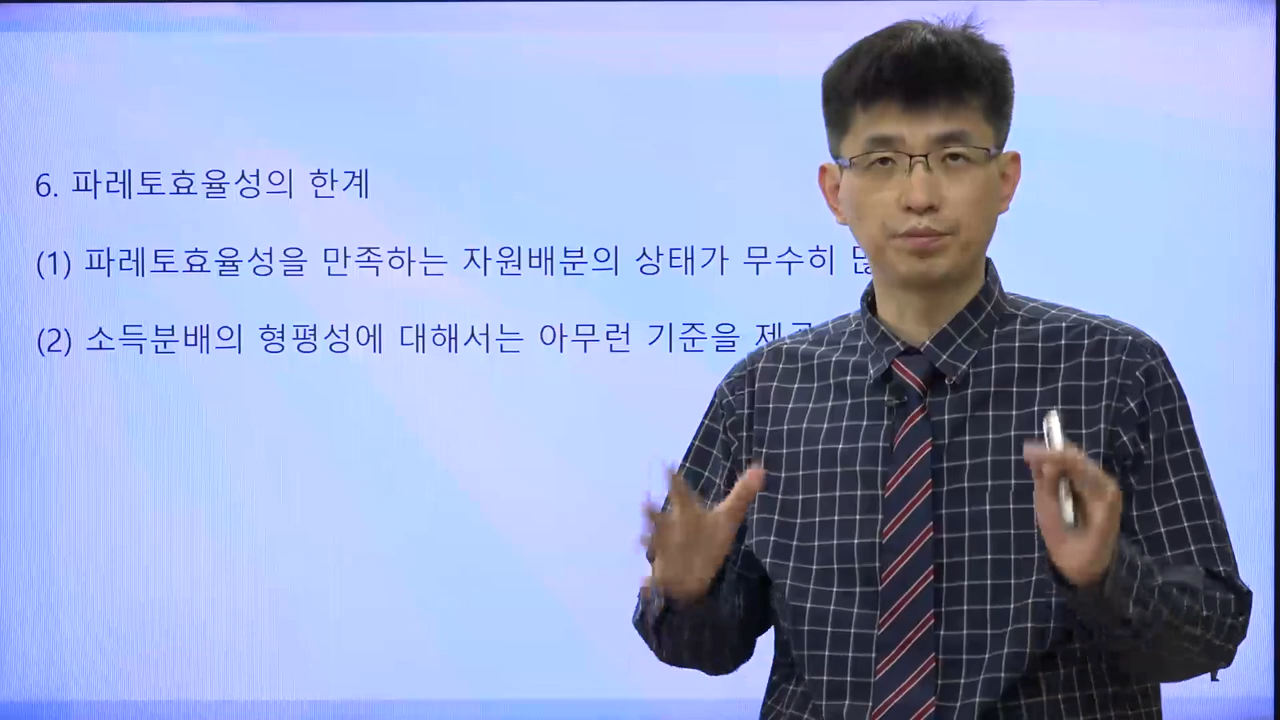 6. 파레토효율성의 한계
(1) 파레토효율성을 만족하는 자원배분의 상태가 무수히
(2) 소득분배의 형평성에 대해서는 아무런 기준을